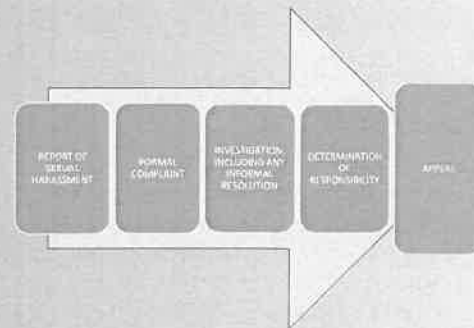 REPORT OF
SEXUAL
HARASSMENT
FORMAL
COMPLAINT
INVESTIGATION,
INCLUDING ANY
INFORMAL
RESOLUTION
DETERMINATION
OF
RESPONSIBILITY
APPEAL